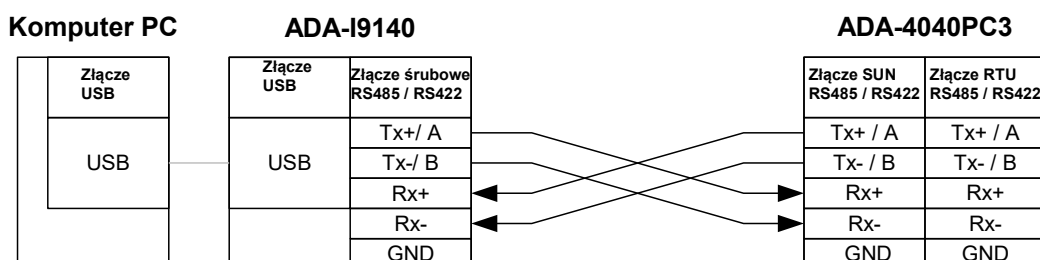 Komputer PC
ADA-I9140
ADA-4040PC3
Złącze
USB
Złącze
USB
Złącze śrubowe
RS485 / RS422
Złącze SUN
RS485 / RS422
Złącze RTU
RS485 / RS422
USB
USB
Tx+/ A
Tx-/ B
Rx+
Rx-
GND
Tx+ / A
Tx- / B
Rx+
Rx-
GND
Tx+ / A
Tx- / B
Rx+
Rx-
GND